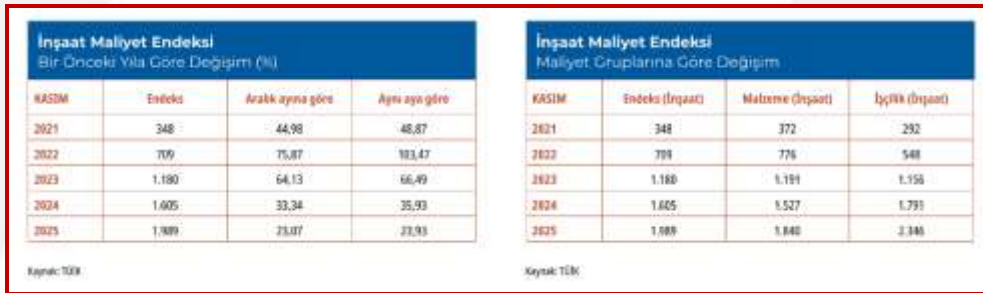 İnşaat Maliyet Endeksi
Bir Önceki Yıla Göre Değişim (%)
KASIM Endeks Aralık ayına göre Aynı aya göre
2021 348 44,98 48,87
2022 709 75,87 103,47
2023 1.180 64,13 66,49
2024 1.605 33,34 35,93
2025 1.989 23,07 23,93
Kaynak: TÜİK
İnşaat Maliyet Endeksi
Maliyet Gruplarına Göre Değişim
KASIM Endeks (İnşaat) Malzeme (İnşaat) İşçilik (İnşaat)
2021 348 372 292
2022 709 776 548
2023 1.180 1.191 1.156
2024 1.605 1.527 1.791
2025 1.989 1.840 2.346
Kaynak: TÜİK